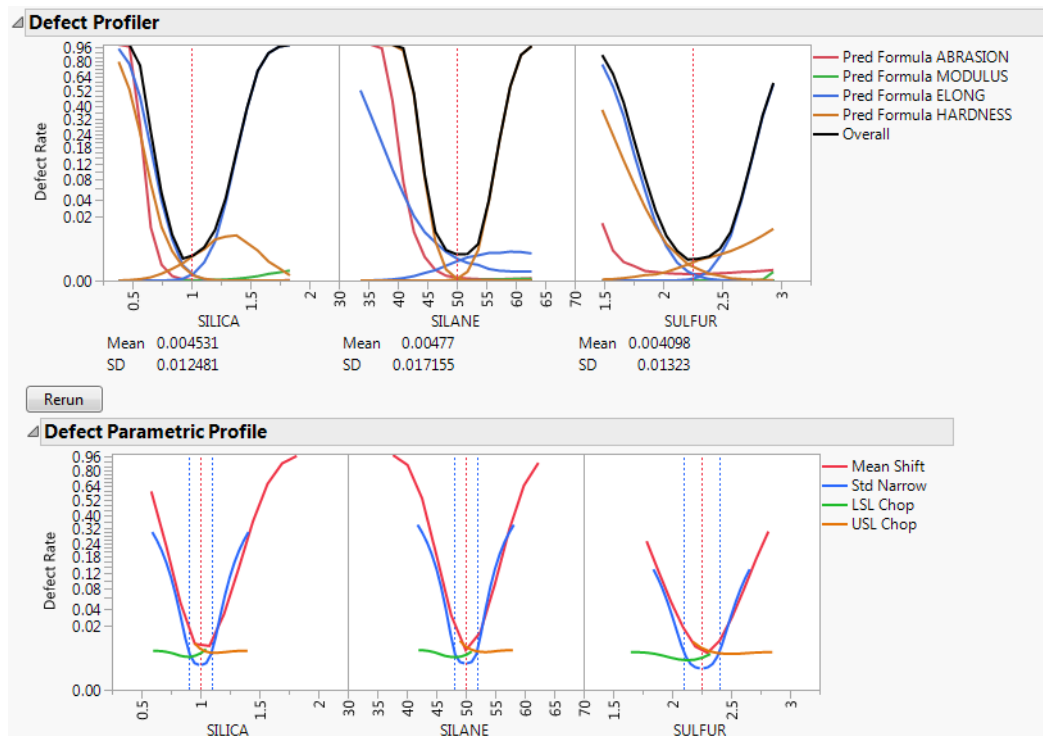 Defect Profiler
0.96
0.80
0.64
0.52
0.40
0.32
0.24
0.18
0.12
0.08
0.04
0.02
0.00
Defect Rate
0.5
1
1.5
2
30
35
40
45
50
55
60
65
70
1.5
2
2.5
3
SILICA
SILANE
SULFUR
Pred Formula ABRASION
Pred Formula MODULUS
Pred Formula ELONG
Pred Formula HARDNESS
Overall
Mean 0.004531
SD 0.012481
Mean 0.00477
SD 0.017155
Mean 0.004098
SD 0.01323
Rerun
Defect Parametric Profile
0.96
0.80
0.64
0.52
0.40
0.32
0.24
0.18
0.12
0.08
0.04
0.02
0.00
Defect Rate
0.5
1
1.5
2
30
35
40
45
50
55
60
65
70
1.5
2
2.5
3
SILICA
SILANE
SULFUR
Mean Shift
Std Narrow
LSL Chop
USL Chop